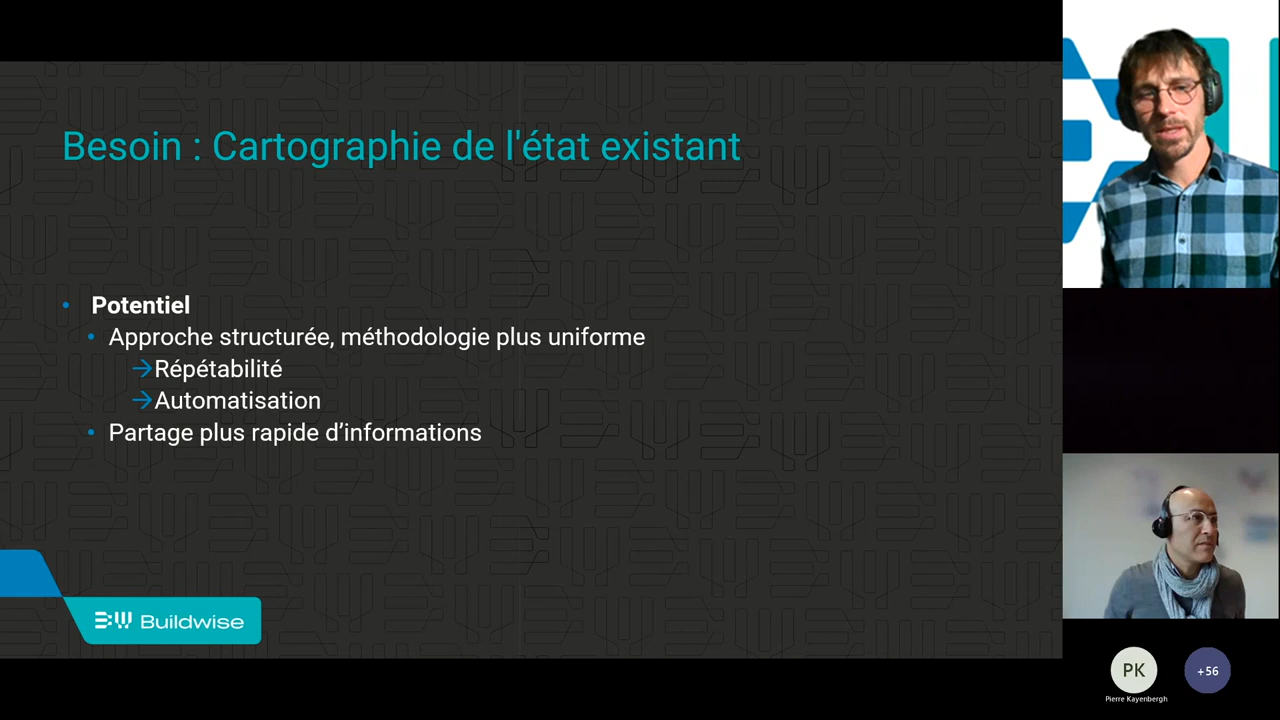 Besoin : Cartographie de l'état existant
• Potentiel
• Approche structurée, méthodologie plus uniforme
→Répétabilité
→Automatisation
• Partage plus rapide d’informations
Buildwise
PK
+56
Pierre Kayenbergh